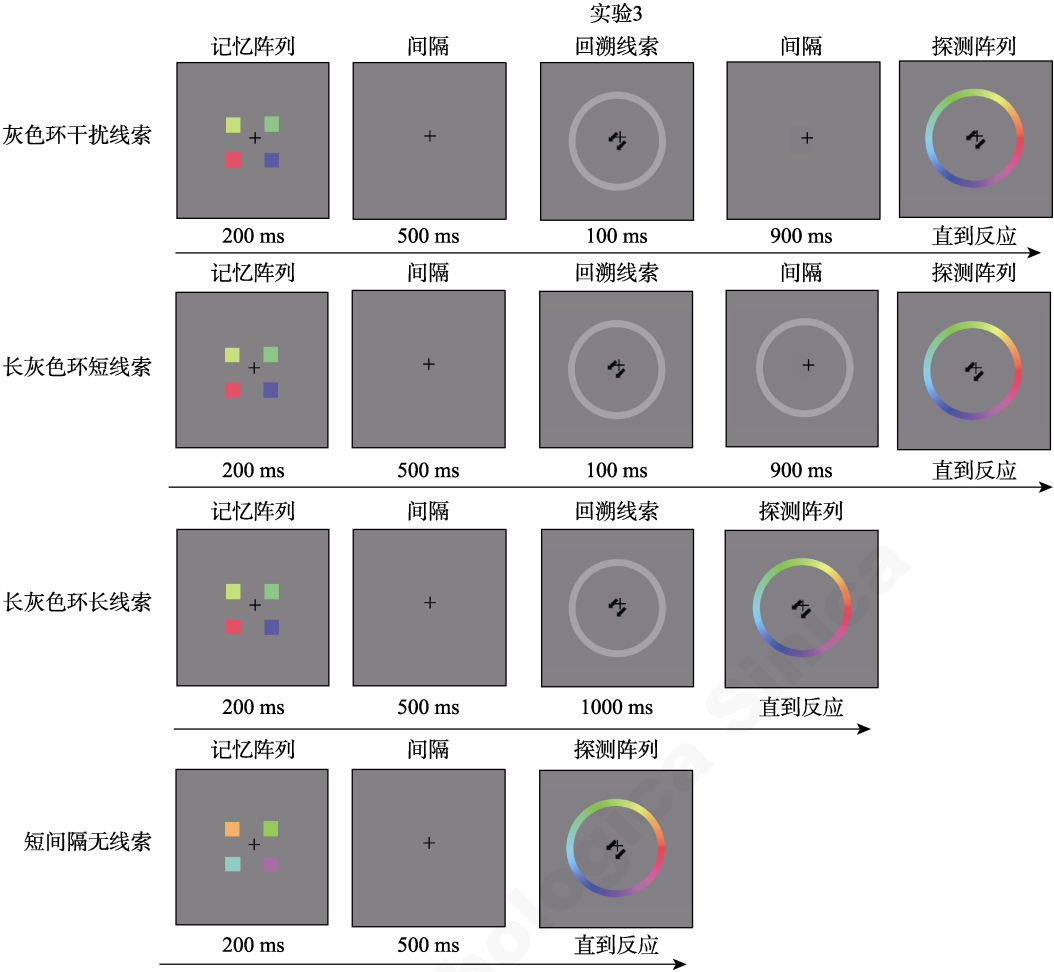 实验3
记忆阵列 间隔 回溯线索 间隔 探测阵列
灰色环干扰线索
200 ms 500 ms 100 ms 900 ms 直到反应
记忆阵列 间隔 回溯线索 间隔 探测阵列
长灰色环短线索
200 ms 500 ms 100 ms 900 ms 直到反应
记忆阵列 间隔 回溯线索 探测阵列
长灰色环长线索
200 ms 500 ms 1000 ms 直到反应
记忆阵列 间隔 探测阵列
短间隔无线索
200 ms 500 ms 直到反应
hologica Sinica